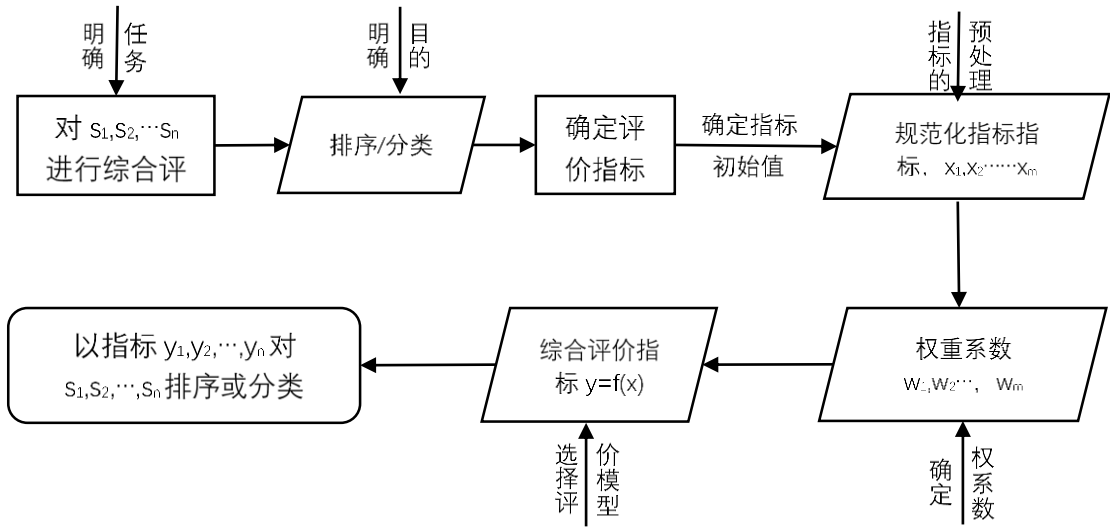 明确
任务
明确
目的
指标的
预处理
对 s₁,s₂,…sₙ
进行综合评
排序/分类
确定评
价指标
确定指标
初始值
规范化指标指
标，x₁,x₂……xₘ
以指标 y₁,y₂,…,yₙ 对
s₁,s₂,…,sₙ 排序或分类
综合评价指
标 y=f(x)
权重系数
w₁,w₂…，wₘ
选择评
价模型
确定
权系数